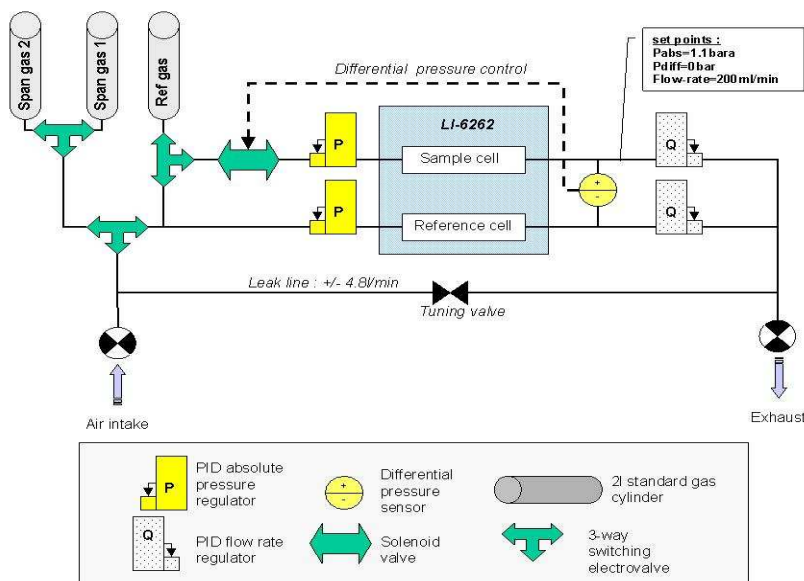 Span gas 2
Span gas 1
Ref gas
set points :
Pabs=1.1bara
Pdiff=0bar
Flow-rate=200ml/min
Differential pressure control
LI-6262
P
Sample cell
Q
+
-
P
Reference cell
Q
Leak line : +/- 4.8l/min
Tuning valve
Air intake
Exhaust
P
PID absolute
pressure
regulator
+
-
Differential
pressure
sensor
2l standard gas
cylinder
Q
PID flow rate
regulator
Solenoid
valve
3-way
switching
electrovalve